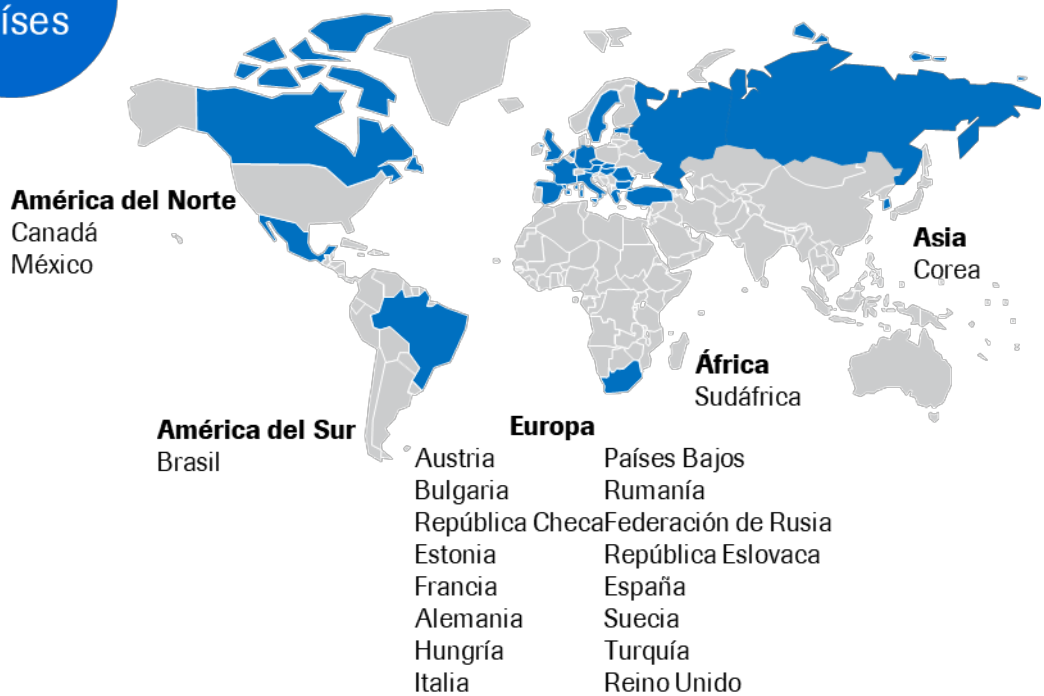 íses
América del Norte
Canadá
México
Asia
Corea
África
Sudáfrica
América del Sur
Brasil
Europa
Austria
Bulgaria
República Checa
Estonia
Francia
Alemania
Hungría
Italia
Países Bajos
Rumanía
Federación de Rusia
República Eslovaca
España
Suecia
Turquía
Reino Unido